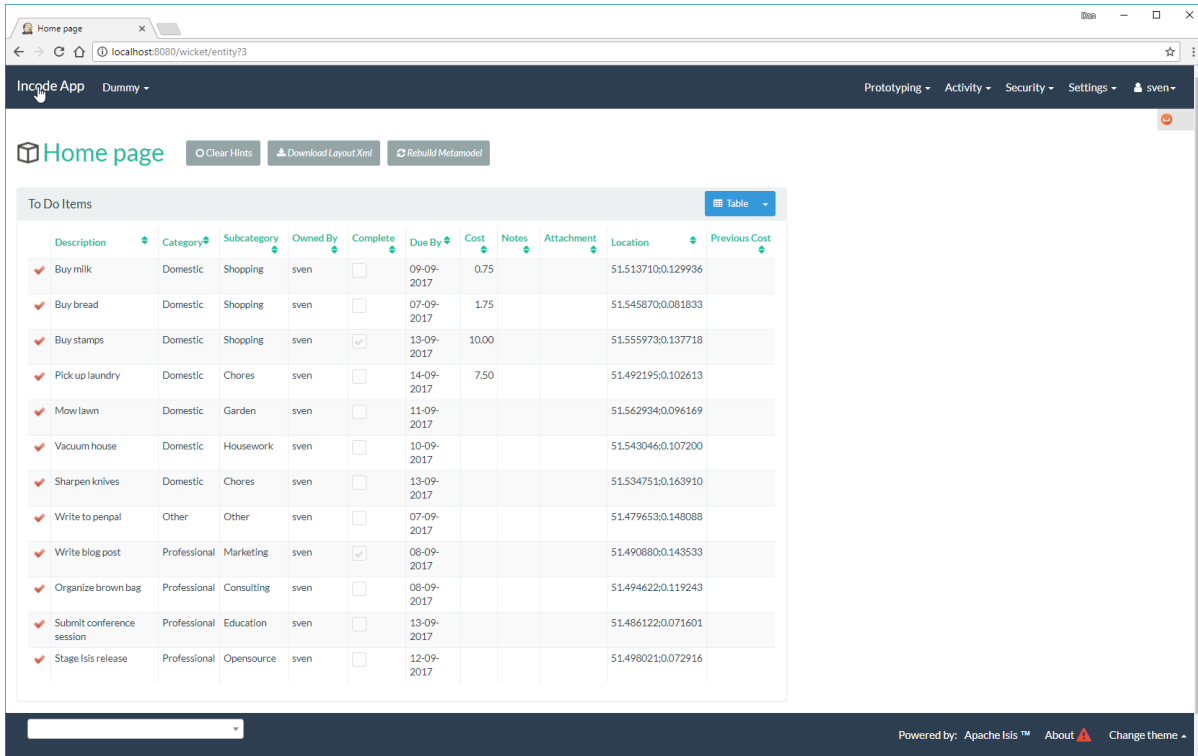 Home page
Dan
localhost:8080/wicket/entity?3
Incode App Dummy Prototyping Activity Security Settings sven
Home page Clear Hints Download Layout Xml Rebuild Metamodel
To Do Items Table
Description Category Subcategory Owned By Complete Due By Cost Notes Attachment Location Previous Cost
Buy milk Domestic Shopping sven 09-09- 0.75 51.513710;0.129936
2017
Buy bread Domestic Shopping sven 07-09- 1.75 51.545870;0.081833
2017
Buy stamps Domestic Shopping sven 13-09- 10.00 51.555973;0.137718
2017
Pick up laundry Domestic Chores sven 14-09- 7.50 51.492195;0.102613
2017
Mow lawn Domestic Garden sven 11-09- 51.562934;0.096169
2017
Vacuum house Domestic Housework sven 10-09- 51.543046;0.107200
2017
Sharpen knives Domestic Chores sven 13-09- 51.534751;0.163910
2017
Write to penpal Other Other sven 07-09- 51.479653;0.148088
2017
Write blog post Professional Marketing sven 08-09- 51.490880;0.143533
2017
Organize brown bag Professional Consulting sven 08-09- 51.494622;0.119243
2017
Submit conference Professional Education sven 13-09- 51.486122;0.071601
session 2017
Stage Isis release Professional Opensource sven 12-09- 51.498021;0.072916
2017
Powered by: Apache Isis ™ About Change theme